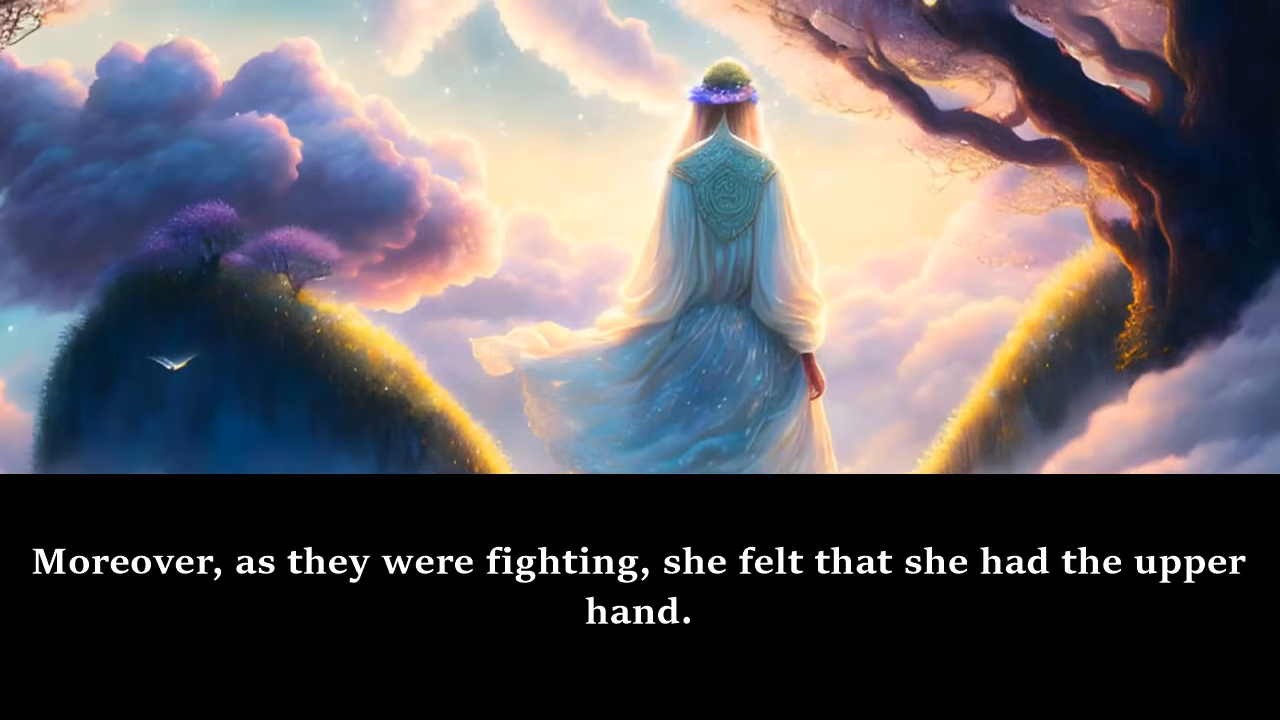 Moreover, as they were fighting, she felt that she had the upper
hand.